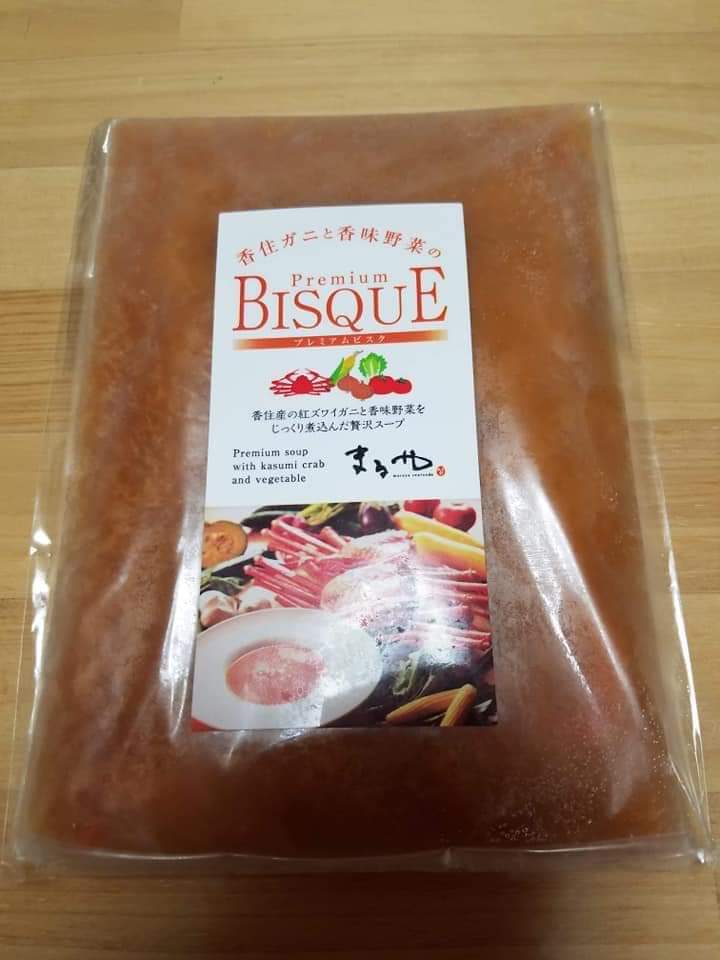 香住ガニと香味野菜の
Premium
BISQUE
プレミアムビスク
香住産の紅ズワイガニと香味野菜を
じっくり煮込んだ贅沢スープ
Premium soup
with kasumi crab
and vegetable
まるや